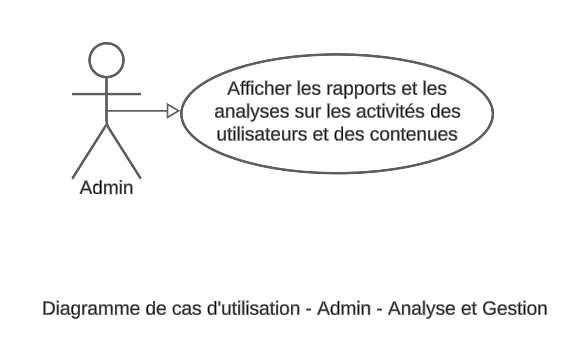 Afficher les rapports et les
analyses sur les activités des
utilisateurs et des contenues
Admin
Diagramme de cas d'utilisation - Admin - Analyse et Gestion